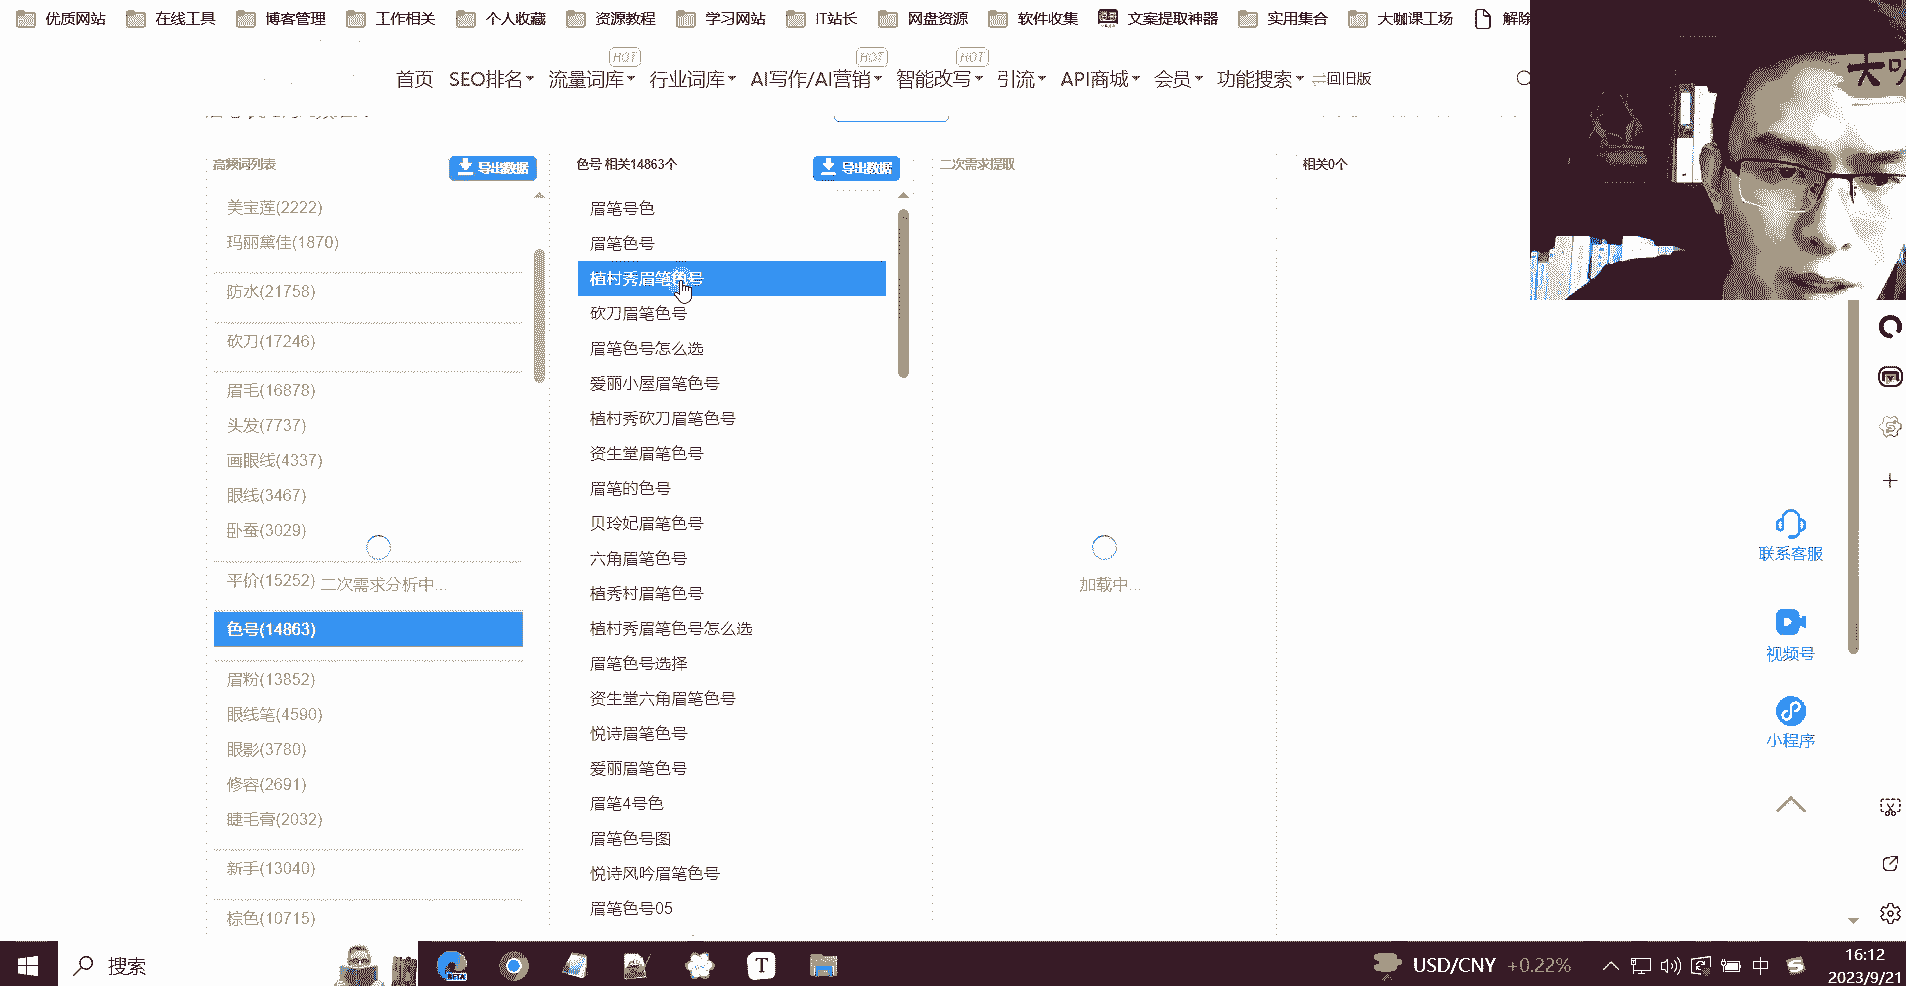 优质网站 在线工具 博客管理 工作相关 个人收藏 资源教程 学习网站 IT站长 网盘资源 软件收集 文案提取神器 实用集合 大咖课工场 解除
HOT HOT HOT
首页 SEO排名 流量词库 行业词库 AI写作/AI营销 智能改写 引流 API商城 会员 功能搜索 回旧版
高频词列表 导出数据
美宝莲(2222)
玛丽黛佳(1870)
防水(21758)
砍刀(17246)
眉毛(16878)
头发(7737)
画眼线(4337)
眼线(3467)
卧蚕(3029)
平价(15252)
二次需求分析中...
色号(14863)
眉粉(13852)
眼线笔(4590)
眼影(3780)
修容(2691)
睫毛膏(2032)
新手(13040)
棕色(10715)
色号 相关14863个 导出数据
眉笔号色
眉笔色号
植村秀眉笔色号
砍刀眉笔色号
眉笔色号怎么选
爱丽小屋眉笔色号
植村秀砍刀眉笔色号
资生堂眉笔色号
眉笔的色号
贝玲妃眉笔色号
六角眉笔色号
植秀村眉笔色号
植村秀眉笔色号怎么选
眉笔色号选择
资生堂六角眉笔色号
悦诗眉笔色号
爱丽眉笔色号
眉笔4号色
眉笔色号图
悦诗风吟眉笔色号
眉笔色号05
二次需求提取
加载中...
相关0个
联系客服
视频号
小程序
搜索
BETA
T
USD/CNY +0.22%
中
16:12
2023/9/21